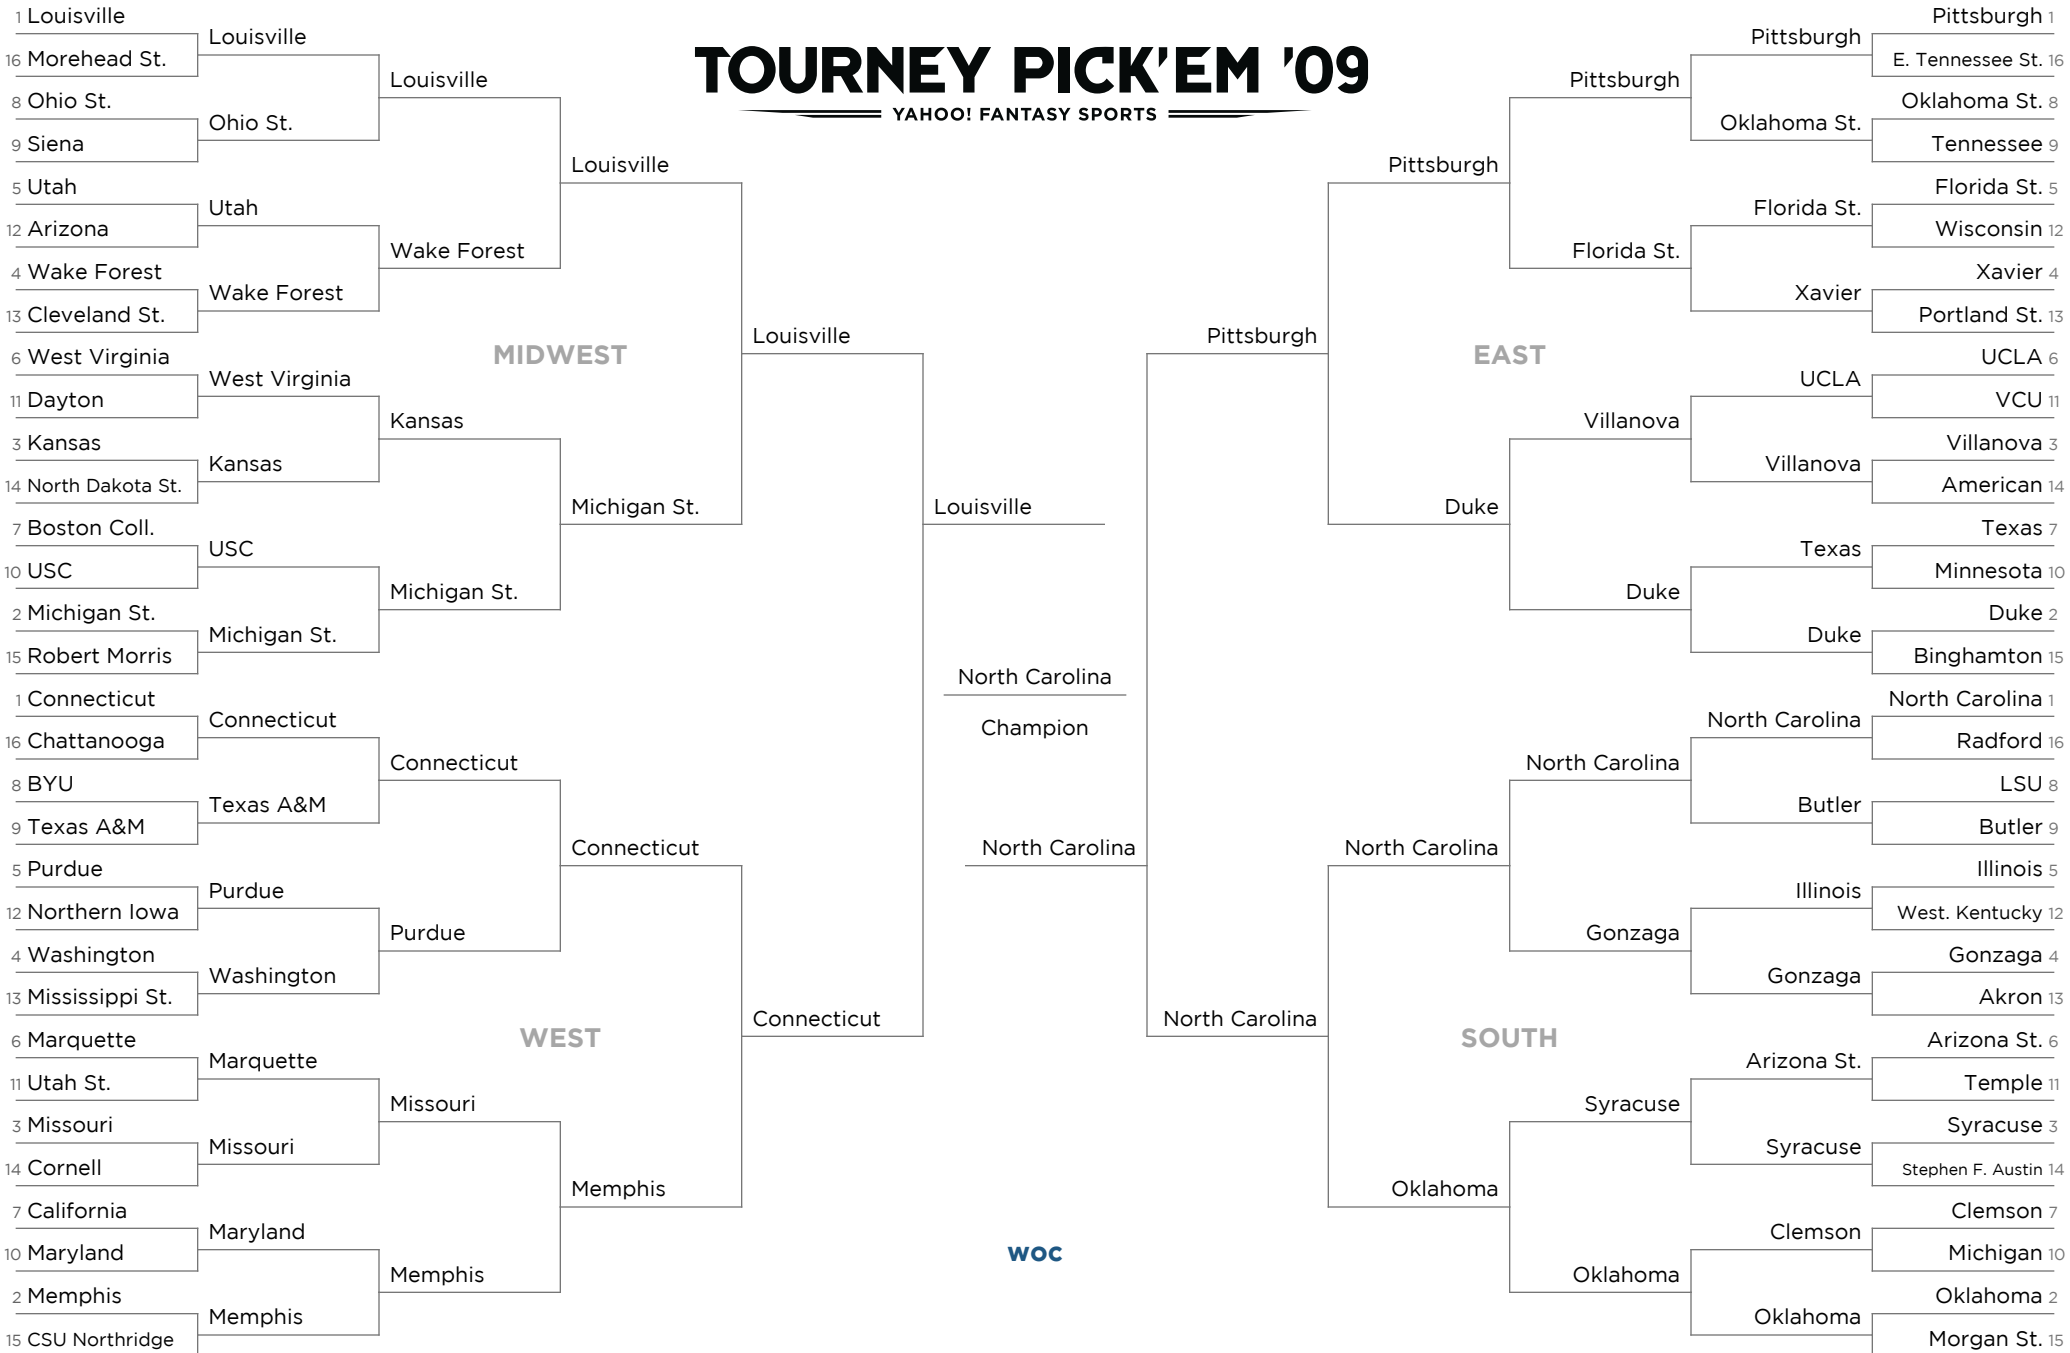 TOURNEY PICK'EM '09
YAHOO! FANTASY SPORTS
1 Louisville
16 Morehead St.
8 Ohio St.
9 Siena
5 Utah
12 Arizona
4 Wake Forest
13 Cleveland St.
6 West Virginia
11 Dayton
3 Kansas
14 North Dakota St.
7 Boston Coll.
10 USC
2 Michigan St.
15 Robert Morris
Louisville
Ohio St.
Utah
Wake Forest
West Virginia
Kansas
USC
Michigan St.
Louisville
Wake Forest
Kansas
Michigan St.
Louisville
Michigan St.
Louisville
MIDWEST
1 Connecticut
16 Chattanooga
8 BYU
9 Texas A&M
5 Purdue
12 Northern Iowa
4 Washington
13 Mississippi St.
6 Marquette
11 Utah St.
3 Missouri
14 Cornell
7 California
10 Maryland
2 Memphis
15 CSU Northridge
Connecticut
Texas A&M
Purdue
Washington
Marquette
Missouri
Maryland
Memphis
Connecticut
Purdue
Missouri
Memphis
Connecticut
Memphis
Connecticut
WEST
Louisville
North Carolina
Champion
North Carolina
woc
Pittsburgh 1
E. Tennessee St. 16
Oklahoma St. 8
Tennessee 9
Florida St. 5
Wisconsin 12
Xavier 4
Portland St. 13
UCLA 6
VCU 11
Villanova 3
American 14
Texas 7
Minnesota 10
Duke 2
Binghamton 15
Pittsburgh
Oklahoma St.
Florida St.
Xavier
UCLA
Villanova
Texas
Duke
Pittsburgh
Florida St.
Villanova
Duke
Pittsburgh
Duke
Pittsburgh
EAST
North Carolina 1
Radford 16
LSU 8
Butler 9
Illinois 5
West. Kentucky 12
Gonzaga 4
Akron 13
Arizona St. 6
Temple 11
Syracuse 3
Stephen F. Austin 14
Clemson 7
Michigan 10
Oklahoma 2
Morgan St. 15
North Carolina
Butler
Illinois
Gonzaga
Arizona St.
Syracuse
Clemson
Oklahoma
North Carolina
Gonzaga
Syracuse
Oklahoma
North Carolina
Oklahoma
North Carolina
SOUTH